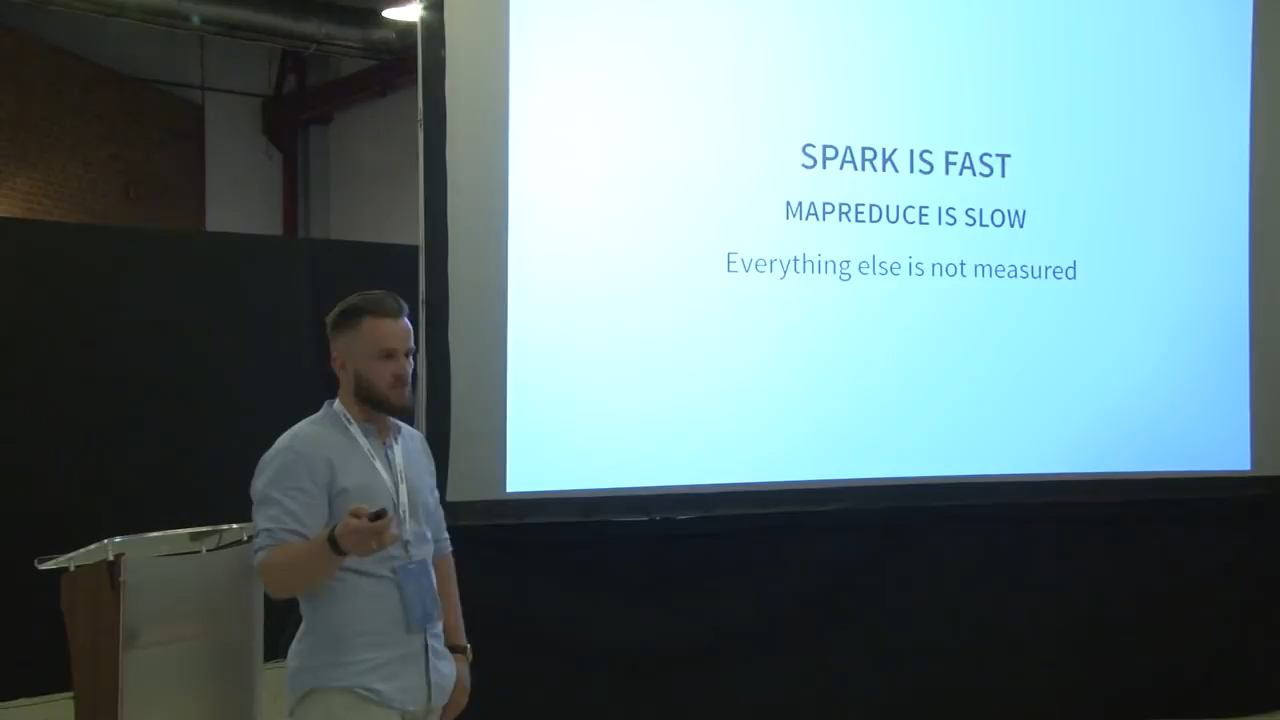 SPARK IS FAST
MAPREDUCE IS SLOW
Everything else is not measured